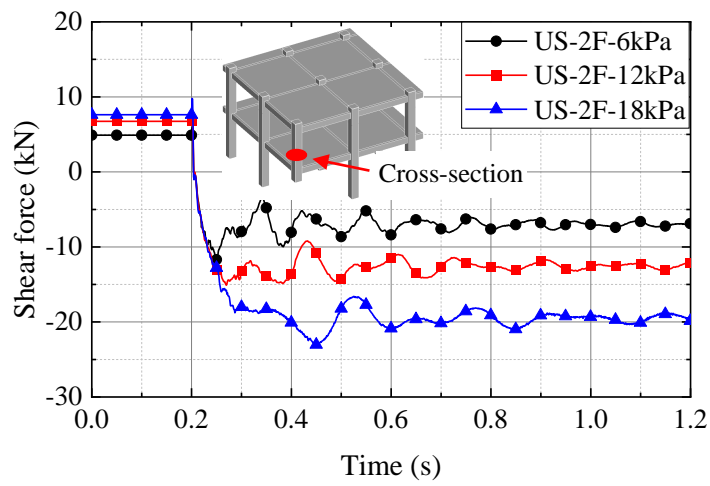 US-2F-6kPa
US-2F-12kPa
US-2F-18kPa
Cross-section
Shear force (kN)
20
10
0
-10
-20
-30
0.0 0.2 0.4 0.6 0.8 1.0 1.2
Time (s)